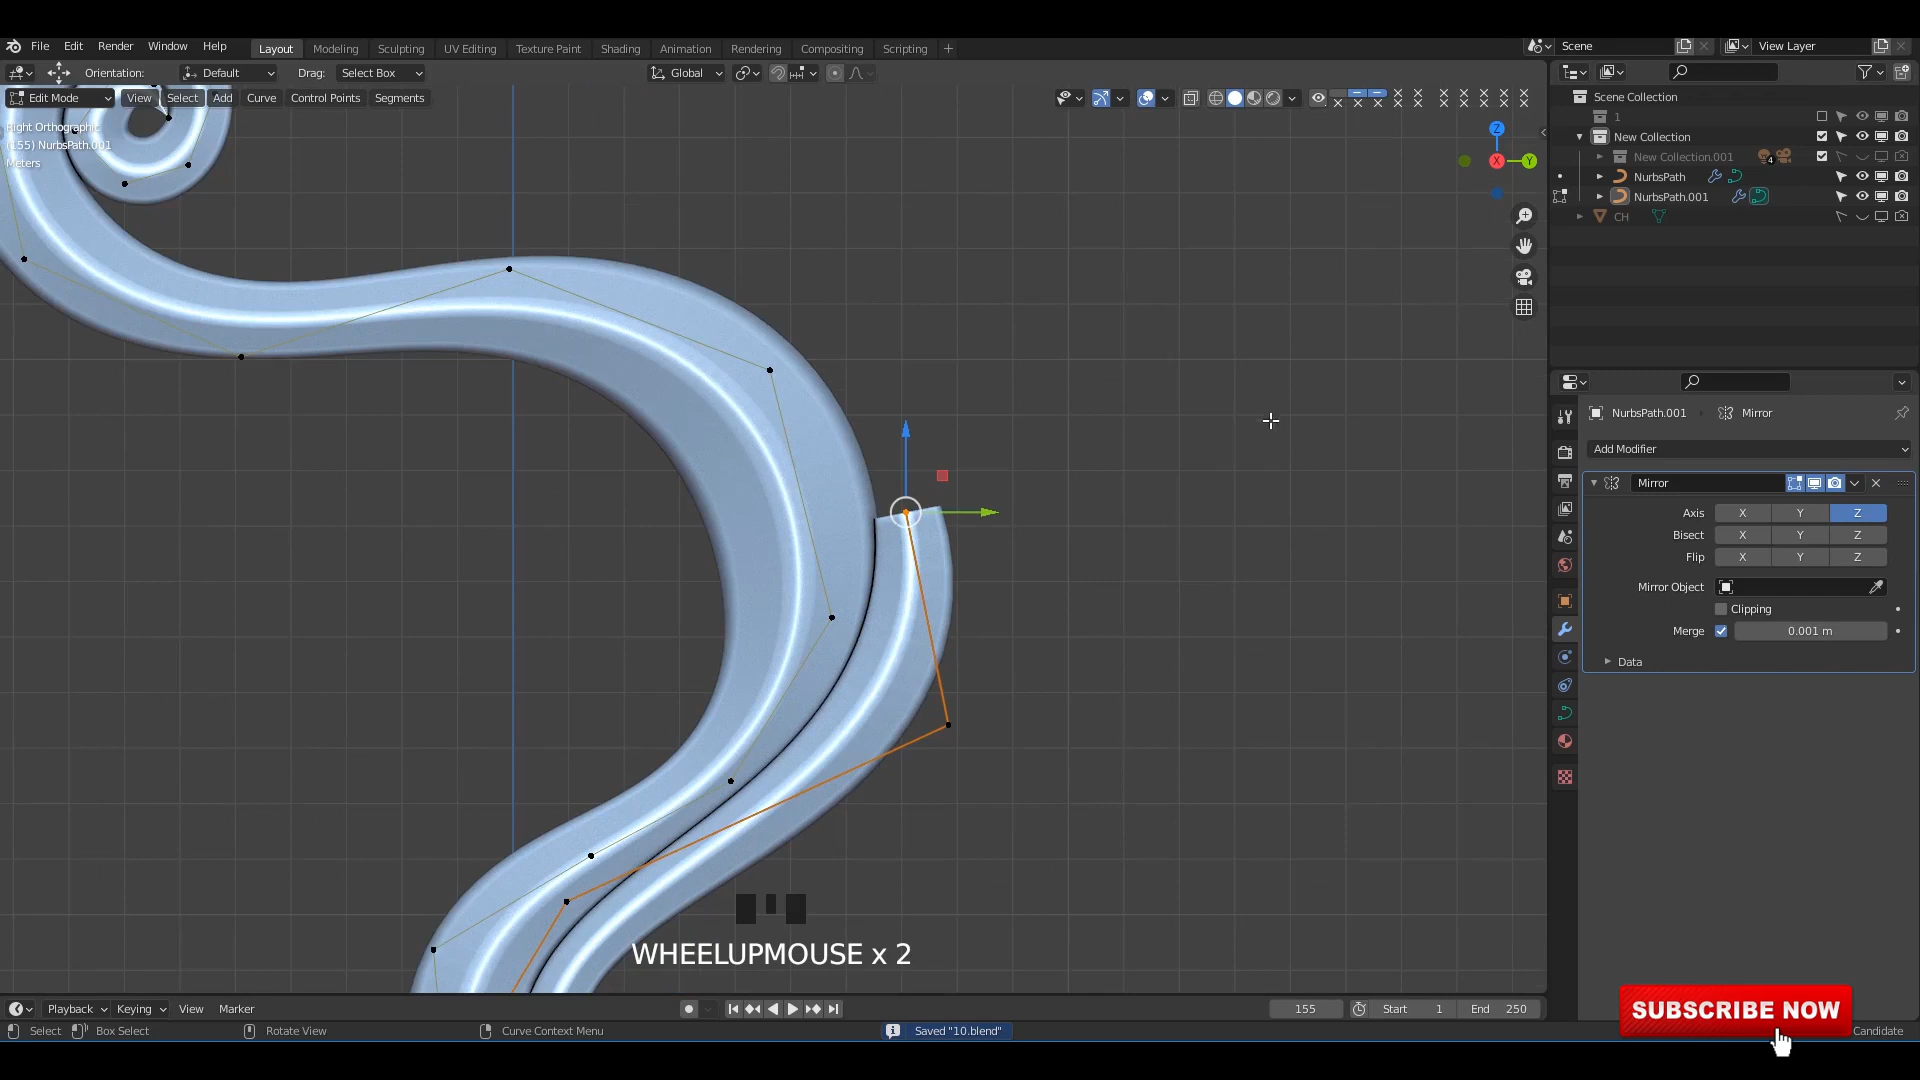 File Edit Render Window Help Layout Modeling Sculpting UV Editing Texture Paint Shading Animation Rendering Compositing Scripting + Scene View Layer
Orientation: Default Drag: Select Box Global
Edit Mode View Select Add Curve Control Points Segments
Right Orthographic
(155) NurbsPath.001
Meters
Z
X
Y
Scene Collection
1
New Collection
New Collection.001 4
NurbsPath
NurbsPath.001
CH
NurbsPath.001 Mirror
Add Modifier
Mirror
Axis X Y Z
Bisect X Y Z
Flip X Y Z
Mirror Object
Clipping
Merge 0.001 m
Data
WHEELUPMOUSE x 2
Playback Keying View Marker 155 Start 1 End 250
Select Box Select Rotate View Curve Context Menu Saved "10.blend" Candidate
SUBSCRIBE NOW